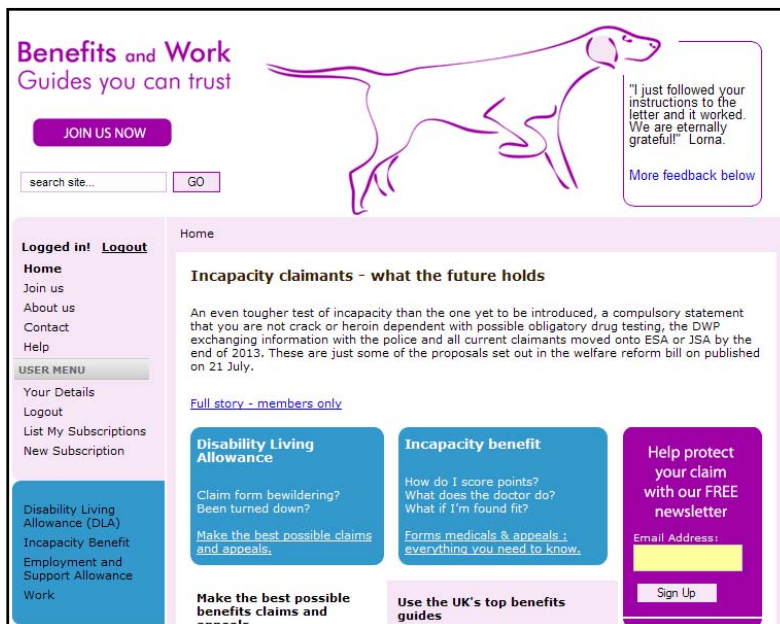 Benefits and Work
Guides you can trust
JOIN US NOW
search site...
GO
"I just followed your
instructions to the
letter and it worked.
We are eternally
grateful!" Lorna.
More feedback below
Logged in! Logout
Home
Join us
About us
Contact
Help
USER MENU
Your Details
Logout
List My Subscriptions
New Subscription
Disability Living
Allowance (DLA)
Incapacity Benefit
Employment and
Support Allowance
Work
Home
Incapacity claimants - what the future holds
An even tougher test of incapacity than the one yet to be introduced, a compulsory statement
that you are not crack or heroin dependent with possible obligatory drug testing, the DWP
exchanging information with the police and all current claimants moved onto ESA or JSA by the
end of 2013. These are just some of the proposals set out in the welfare reform bill on published
on 21 July.
Full story - members only
Disability Living
Allowance
Claim form bewildering?
Been turned down?
Make the best possible claims
and appeals.
Incapacity benefit
How do I score points?
What does the doctor do?
What if I'm found fit?
Forms medicals & appeals :
everything you need to know.
Help protect
your claim
with our FREE
newsletter
Email Address:
Sign Up
Make the best possible
benefits claims and
appeals
Use the UK's top benefits
guides